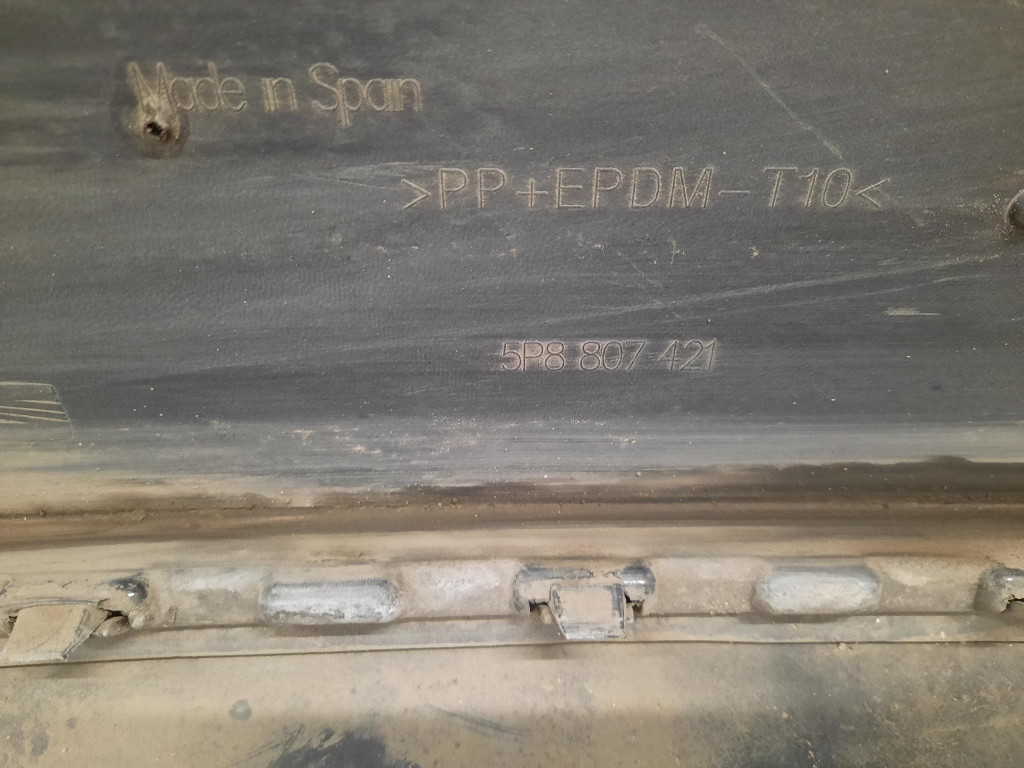 Made in Spain
>PP+EPDM-T10<
5P8 807 421